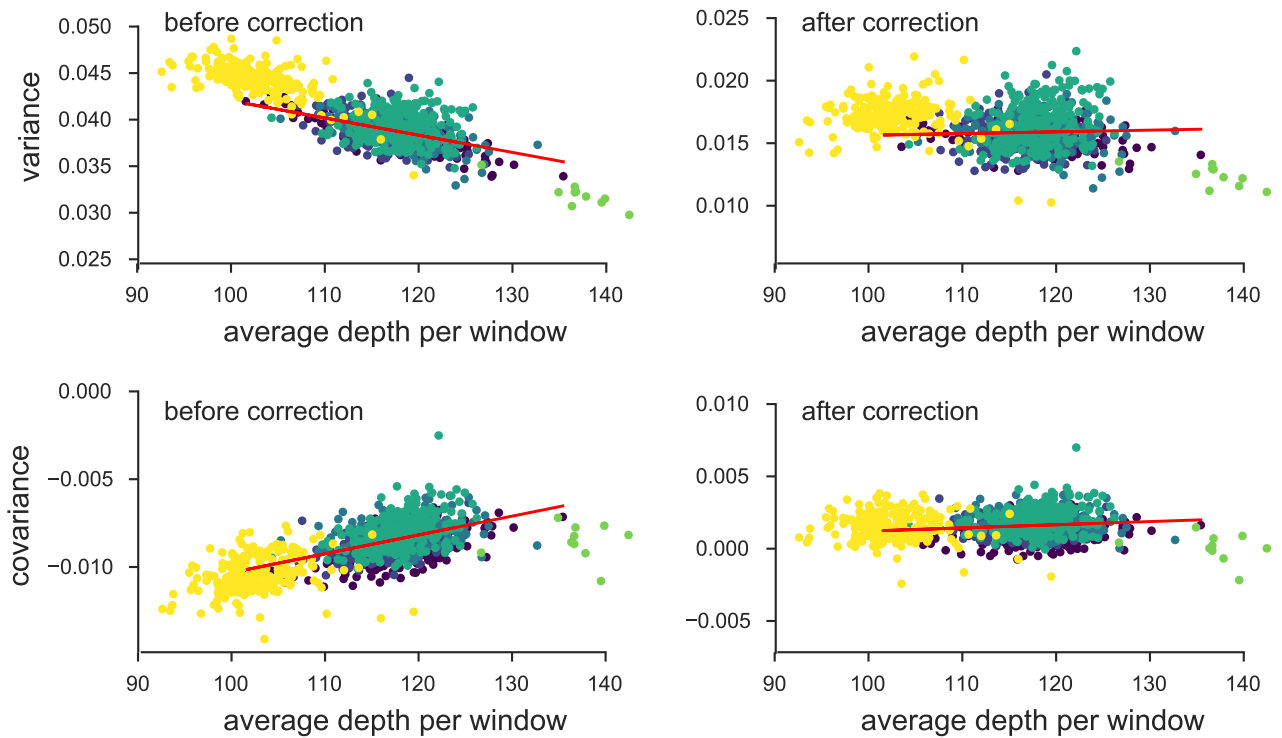 before correction
0.050
0.045
0.040
0.035
0.030
0.025
variance
90 100 110 120 130 140
average depth per window
after correction
0.025
0.020
0.015
0.010
90 100 110 120 130 140
average depth per window
before correction
0.000
−0.005
−0.010
covariance
90 100 110 120 130 140
average depth per window
after correction
0.010
0.005
0.000
−0.005
90 100 110 120 130 140
average depth per window